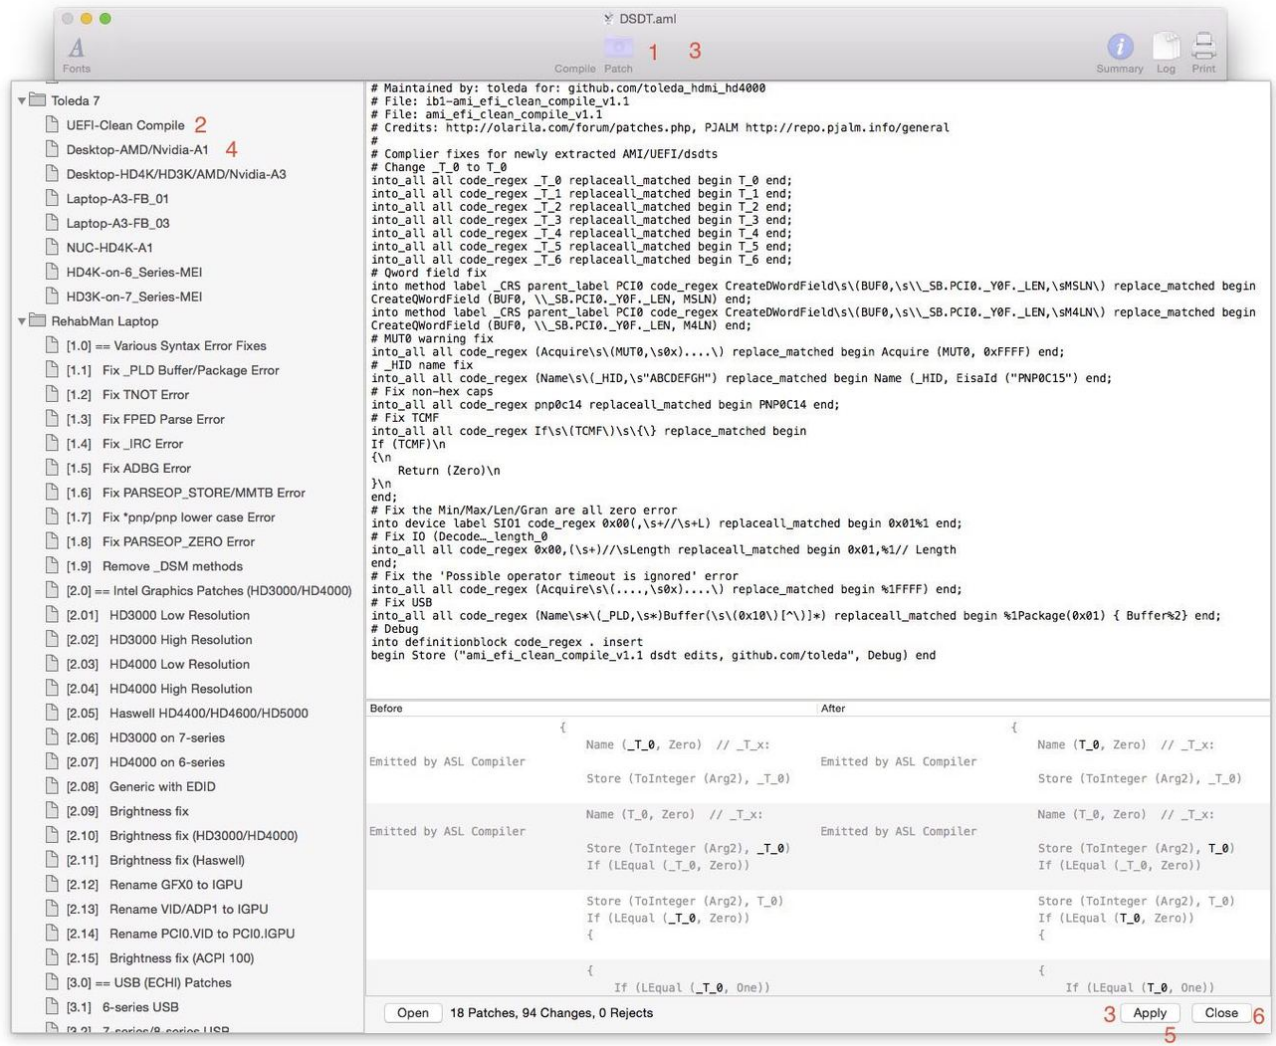 DSDT.aml
Fonts
Compile Patch 1 3
Summary Log Print
Toleda 7
UEFI-Clean Compile 2
Desktop-AMD/Nvidia-A1 4
Desktop-HD4K/HD3K/AMD/Nvidia-A3
Laptop-A3-FB_01
Laptop-A3-FB_03
NUC-HD4K-A1
HD4K-on-6_Series-MEI
HD3K-on-7_Series-MEI
RehabMan Laptop
[1.0] == Various Syntax Error Fixes
[1.1] Fix _PLD Buffer/Package Error
[1.2] Fix TNOT Error
[1.3] Fix FPED Parse Error
[1.4] Fix _IRC Error
[1.5] Fix ADBG Error
[1.6] Fix PARSEOP_STORE/MMTB Error
[1.7] Fix *pnp/pnp lower case Error
[1.8] Fix PARSEOP_ZERO Error
[1.9] Remove _DSM methods
[2.0] == Intel Graphics Patches (HD3000/HD4000)
[2.01] HD3000 Low Resolution
[2.02] HD3000 High Resolution
[2.03] HD4000 Low Resolution
[2.04] HD4000 High Resolution
[2.05] Haswell HD4400/HD4600/HD5000
[2.06] HD3000 on 7-series
[2.07] HD4000 on 6-series
[2.08] Generic with EDID
[2.09] Brightness fix
[2.10] Brightness fix (HD3000/HD4000)
[2.11] Brightness fix (Haswell)
[2.12] Rename GFX0 to IGPU
[2.13] Rename VID/ADP1 to IGPU
[2.14] Rename PCI0.VID to PCI0.IGPU
[2.15] Brightness fix (ACPI 100)
[3.0] == USB (ECHI) Patches
[3.1] 6-series USB
[3.2] 7-series/8-series USB
# Maintained by: toleda for: github.com/toleda_hdmi_hd4000
# File: ib1-ami_efi_clean_compile_v1.1
# File: ami_efi_clean_compile_v1.1
# Credits: http://olarila.com/forum/patches.php, PJALM http://repo.pjalm.info/general
#
# Complier fixes for newly extracted AMI/UEFI/dsdts
# Change _T_0 to T_0
into_all all code_regex _T_0 replaceall_matched begin T_0 end;
into_all all code_regex _T_1 replaceall_matched begin T_1 end;
into_all all code_regex _T_2 replaceall_matched begin T_2 end;
into_all all code_regex _T_3 replaceall_matched begin T_3 end;
into_all all code_regex _T_4 replaceall_matched begin T_4 end;
into_all all code_regex _T_5 replaceall_matched begin T_5 end;
into_all all code_regex _T_6 replaceall_matched begin T_6 end;
# Qword field fix
into method label _CRS parent_label PCI0 code_regex CreateDWordField\s\(BUF0,\s\\_SB.PCI0._Y0F._LEN,\sMSLN\) replace_matched begin
CreateQWordField (BUF0, \\_SB.PCI0._Y0F._LEN, MSLN) end;
into method label _CRS parent_label PCI0 code_regex CreateDWordField\s\(BUF0,\s\\_SB.PCI0._Y0F._LEN,\sM4LN\) replace_matched begin
CreateQWordField (BUF0, \\_SB.PCI0._Y0F._LEN, M4LN) end;
# MUT0 warning fix
into_all all code_regex (Acquire\s\(MUT0,\s0x)....\) replace_matched begin Acquire (MUT0, 0xFFFF) end;
# _HID name fix
into_all all code_regex (Name\s\(_HID,\s"ABCDEFGH") replace_matched begin Name (_HID, EisaId ("PNP0C15") end;
# Fix non-hex caps
into_all all code_regex pnp0c14 replaceall_matched begin PNP0C14 end;
# Fix TCMF
into_all all code_regex If\s\(TCMF\)\s\{\} replace_matched begin
If (TCMF)\n
{\n
Return (Zero)\n
}\n
end;
# Fix the Min/Max/Len/Gran are all zero error
into device label SIO1 code_regex 0x00(,\s+//\s+L) replaceall_matched begin 0x01%1 end;
# Fix IO (Decode…_length_0
into_all all code_regex 0x00,(\s+)//\sLength replaceall_matched begin 0x01,%1// Length
end;
# Fix the 'Possible operator timeout is ignored' error
into_all all code_regex (Acquire\s\(....,\s0x)....\) replace_matched begin %1FFFF) end;
# Fix USB
into_all all code_regex (Name\s*\(_PLD,\s*)Buffer(\s\(0x10\)[^\)]*) replaceall_matched begin %1Package(0x01) { Buffer%2} end;
# Debug
into definitionblock code_regex . insert
begin Store ("ami_efi_clean_compile_v1.1 dsdt edits, github.com/toleda", Debug) end
Before After
{ {
Name (_T_0, Zero) // _T_x: Name (T_0, Zero) // _T_x:
Emitted by ASL Compiler Emitted by ASL Compiler
Store (ToInteger (Arg2), _T_0) Store (ToInteger (Arg2), _T_0)
Name (T_0, Zero) // _T_x: Name (T_0, Zero) // _T_x:
Emitted by ASL Compiler Emitted by ASL Compiler
Store (ToInteger (Arg2), _T_0) Store (ToInteger (Arg2), T_0)
If (LEqual (_T_0, Zero)) If (LEqual (_T_0, Zero))
Store (ToInteger (Arg2), T_0) Store (ToInteger (Arg2), T_0)
If (LEqual (_T_0, Zero)) If (LEqual (T_0, Zero))
{ {
{ {
If (LEqual (_T_0, One)) If (LEqual (T_0, One))
Open 18 Patches, 94 Changes, 0 Rejects 3 Apply Close 6
5